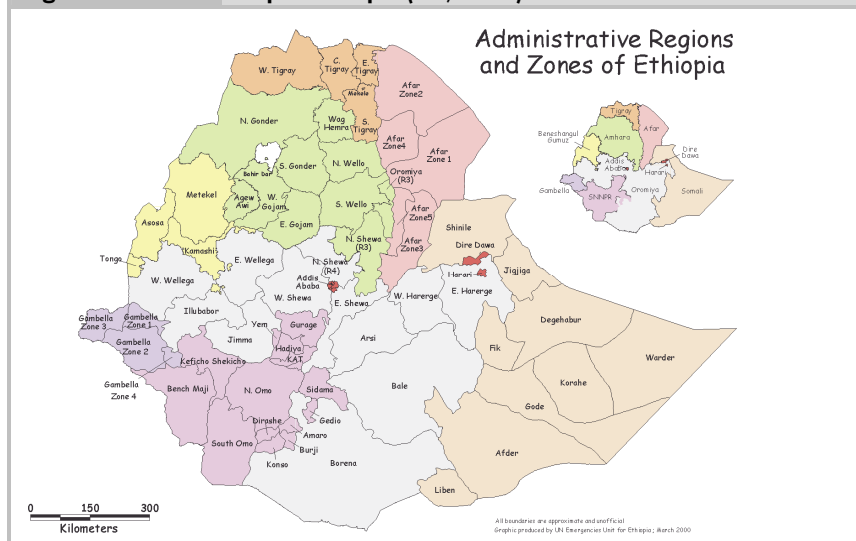 Administrative Regions
and Zones of Ethiopia
W. Tigray
C.
Tigray
E.
Tigray
Mekele
S.
Tigray
Afar
Zone2
N. Gonder
Wag
Hemra
Afar
Zone4
Afar
Zone 1
Bahir Dar
S. Gonder
N. Wello
Oromiya
(R3)
Metekel
Agew
Awi
W.
Gojam
S. Wello
Afar
Zone5
Asosa
E. Gojam
N. Shewa
(R3)
Afar
Zone3
Shinile
Dire Dawa
Tongo
Kamashi
E. Wellega
N. Shewa
(R4)
Harari
Jigjiga
W. Wellega
Addis
Ababa
W. Shewa
E. Shewa
W. Harerge
E. Harerge
Gambella
Zone 3
Gambella
Zone 1
Illubabor
Yem
Gurage
Degehabur
Gambella
Zone 2
Jimma
Arsi
Hadiya
KAT
Fik
Warder
Keficho Shekicho
Gambella
Zone 4
Bench Maji
N. Omo
Sidama
Bale
Korahe
Gode
Dirashe
Gedio
South Omo
Amaro
Burji
Konso
Borena
Afder
Liben
Tigray
Beneshangul
Gumuz
Amhara
Afar
Dire
Dawa
Addis
Ababa
Harari
Gambella
SNNPR
Oromiya
Somali
0 150 300
Kilometers
All boundaries are approximate and unofficial
Graphic produced by UN Emergencies Unit for Ethiopia; March 2000